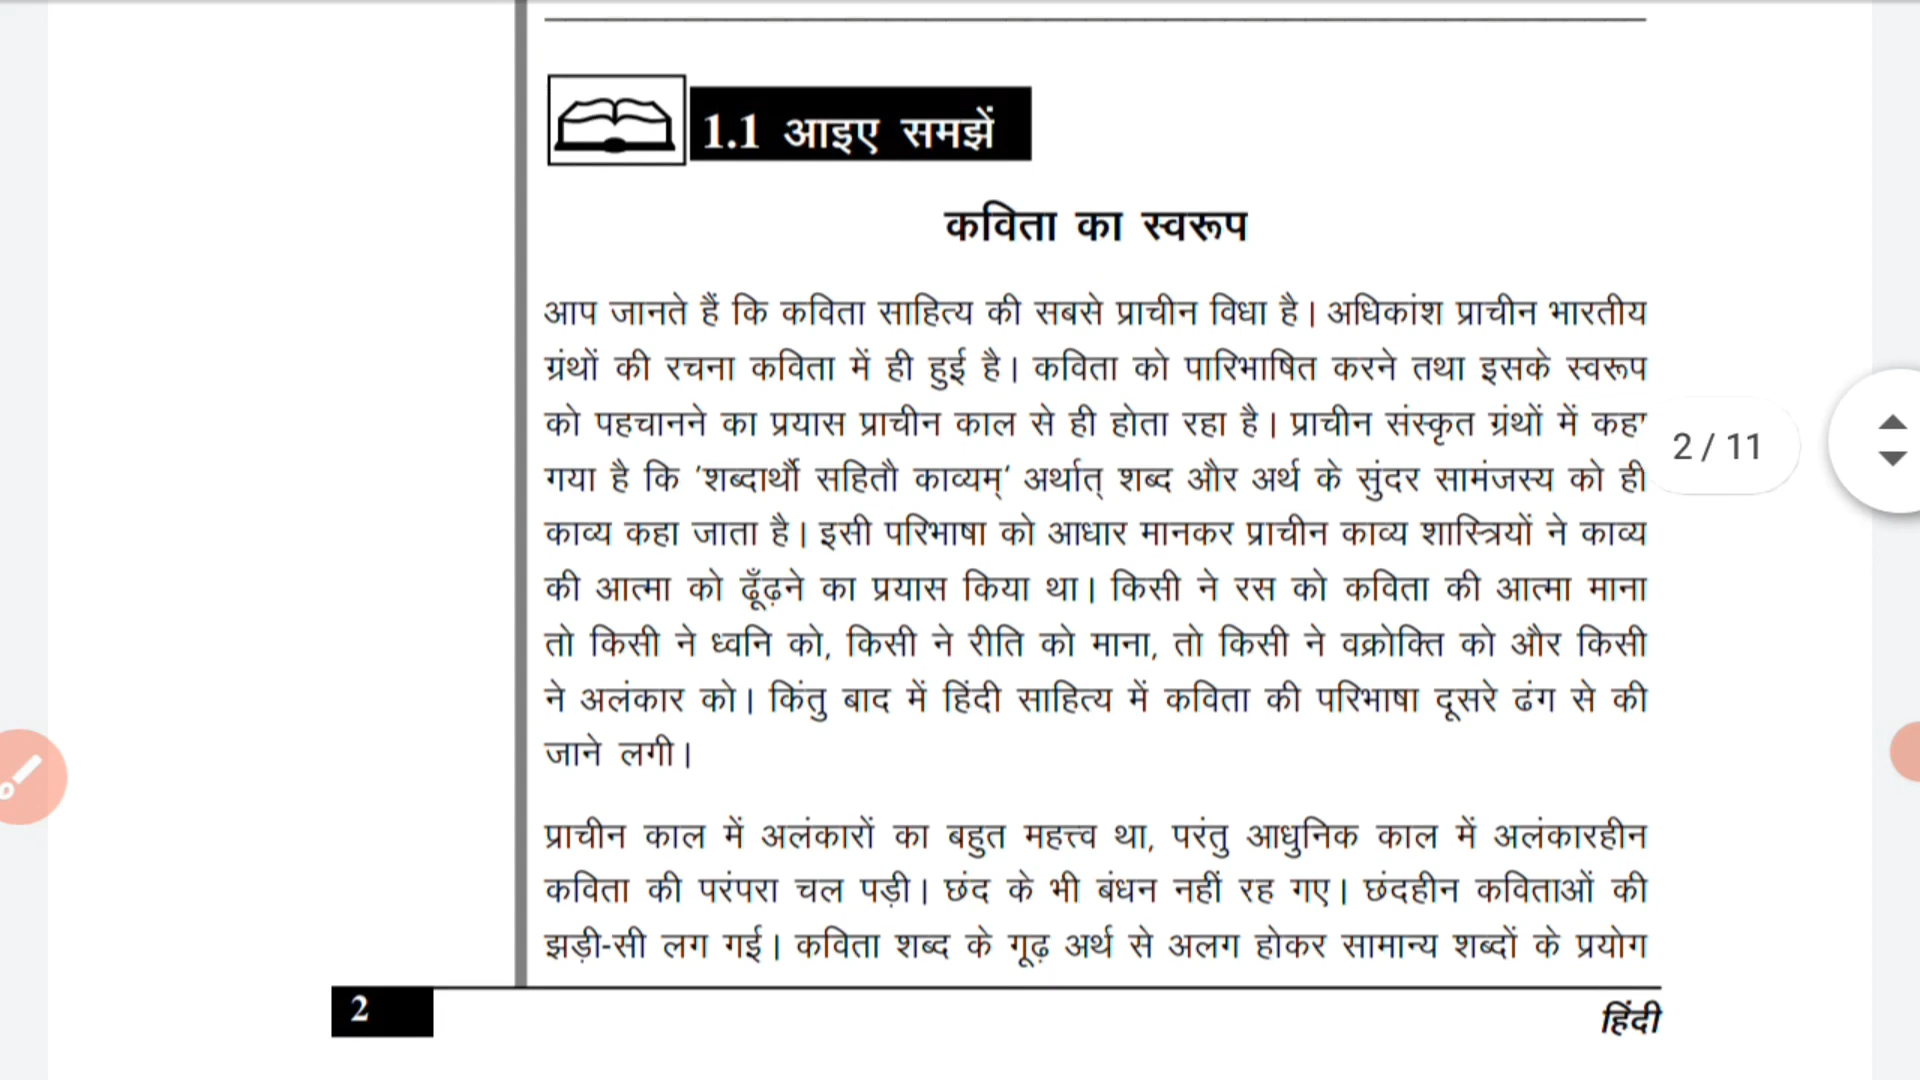 1.1 आइए समझें
कविता का स्वरूप
आप जानते हैं कि कविता साहित्य की सबसे प्राचीन विधा है। अधिकांश प्राचीन भारतीय
ग्रंथों की रचना कविता में ही हुई है। कविता को पारिभाषित करने तथा इसके स्वरूप
को पहचानने का प्रयास प्राचीन काल से ही होता रहा है। प्राचीन संस्कृत ग्रंथों में कहा
गया है कि ‘शब्दार्थौ सहितौ काव्यम्’ अर्थात् शब्द और अर्थ के सुंदर सामंजस्य को ही
काव्य कहा जाता है। इसी परिभाषा को आधार मानकर प्राचीन काव्य शास्त्रियों ने काव्य
की आत्मा को ढूँढ़ने का प्रयास किया था। किसी ने रस को कविता की आत्मा माना
तो किसी ने ध्वनि को, किसी ने रीति को माना, तो किसी ने वक्रोक्ति को और किसी
ने अलंकार को। किंतु बाद में हिंदी साहित्य में कविता की परिभाषा दूसरे ढंग से की
जाने लगी।
प्राचीन काल में अलंकारों का बहुत महत्त्व था, परंतु आधुनिक काल में अलंकारहीन
कविता की परंपरा चल पड़ी। छंद के भी बंधन नहीं रह गए। छंदहीन कविताओं की
झड़ी-सी लग गई। कविता शब्द के गूढ़ अर्थ से अलग होकर सामान्य शब्दों के प्रयोग
2
हिंदी
2 / 11